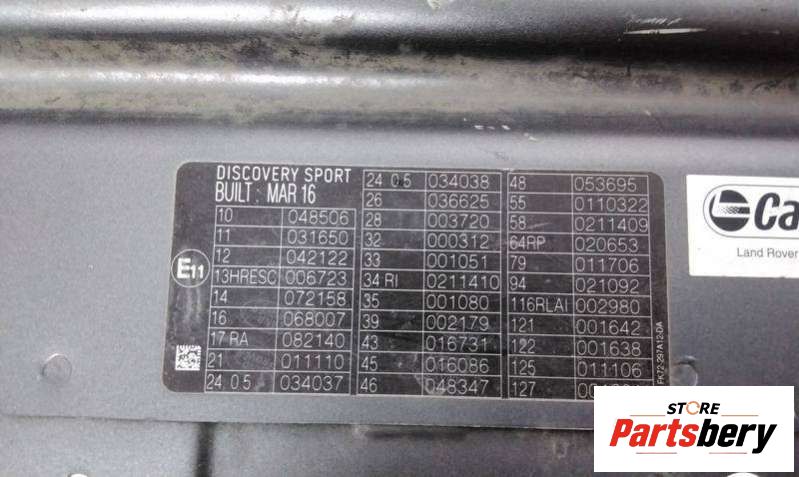 DISCOVERY SPORT
BUILT : MAR 16
10 048506
11 031650
12 042122
13HRESC 006723
14 072158
16 068007
17 RA 082140
21 011110
24 0.5 034037
24 0.5 034038
26 036625
28 003720
32 000312
33 001051
34 RI 0211410
35 001080
39 002179
43 016731
45 016086
46 048347
48 053695
55 0110322
58 0211409
64RP 020653
79 011706
94 021092
116RLAI 002980
121 001642
122 001638
125 011106
127
E11
FK72-297A12-DA
Ca
Land Rover
STORE
Partsbery